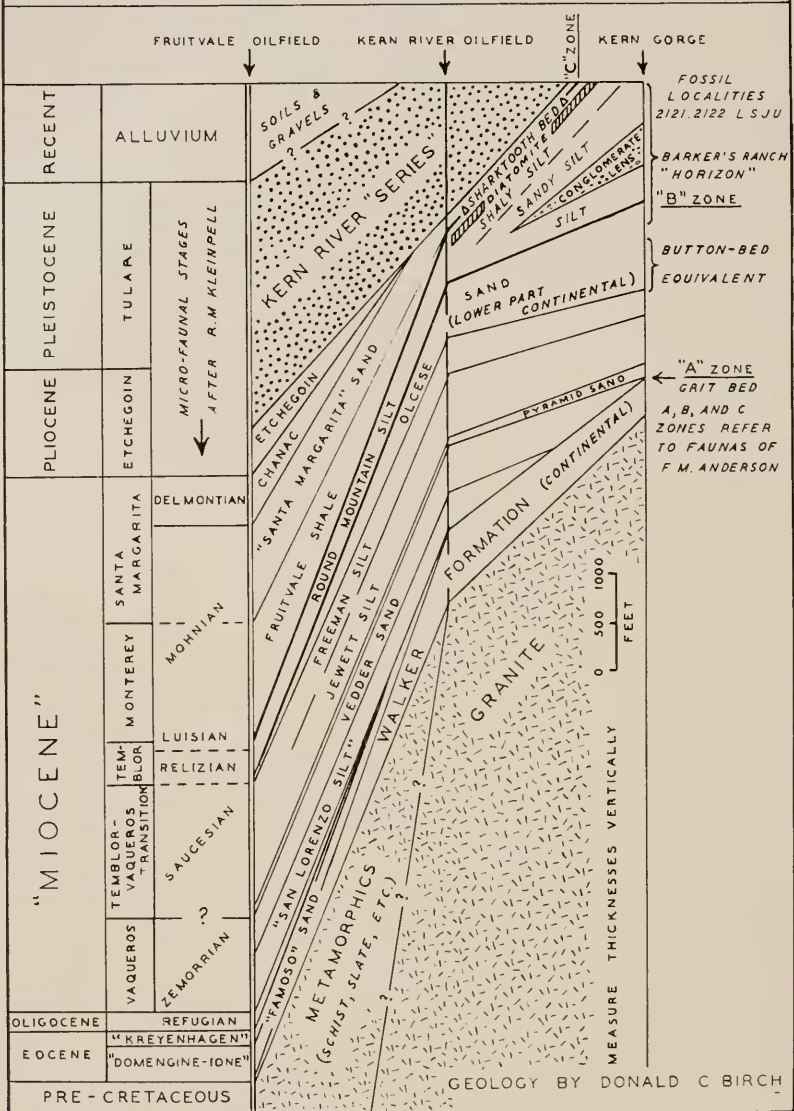 FRUITVALE OILFIELD
KERN RIVER OILFIELD
"C" ZONE
KERN GORGE
RECENT
ALLUVIUM
PLEISTOCENE
TULARE
PLIOCENE
ETCHEGOIN
MICRO-FAUNAL STAGES
AFTER R.M KLEINPELL
"MIOCENE"
SANTA
MARGARITA
DELMONTIAN
MONTEREY
MOHNIAN
LUISIAN
TEM-
BLOR
RELIZIAN
TEMBLOR-
VAQUEROS
TRANSITION
SAUCESIAN
?
VAQUEROS
ZEMORRIAN
OLIGOCENE
REFUGIAN
EOCENE
"KREYENHAGEN"
"DOMENGINE-IONE"
PRE-CRETACEOUS
SOILS &
GRAVELS
?
?
KERN RIVER "SERIES"
ETCHEGOIN
CHANAC
"SANTA MARGARITA" SAND
FRUITVALE SHALE
ROUND MOUNTAIN SILT
OLCESE
FREEMAN SILT
JEWETT SILT
VEDDER SAND
"SAN LORENZO SILT"
"FAMOSO" SAND
WALKER
FORMATION (CONTINENTAL)
METAMORPHICS
(SCHIST, SLATE, ETC.)
?
?
?
GRANITE
SHARKTOOTH BED
DIATOMITE
SHALY SILT
SANDY SILT
CONGLOMERATE
LENS
SILT
SAND
(LOWER PART
CONTINENTAL)
PYRAMID SAND
FOSSIL
LOCALITIES
2121.2122 LSJU
BARKER'S RANCH
"HORIZON"
"B" ZONE
BUTTON-BED
EQUIVALENT
"A" ZONE
GRIT BED
A, B, AND C
ZONES REFER
TO FAUNAS OF
F M. ANDERSON
0 500 1000
FEET
MEASURE THICKNESSES VERTICALLY
GEOLOGY BY DONALD C BIRCH